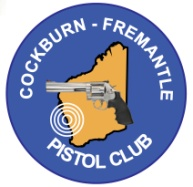 COCKBURN - FREMANTLE
PISTOL CLUB